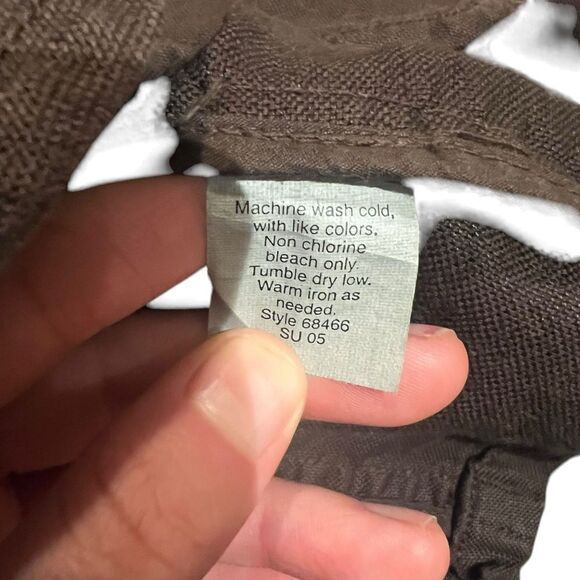 Machine wash cold,
with like colors.
Non chlorine
bleach only.
Tumble dry low.
Warm iron as
needed.
Style 68466
SU 05